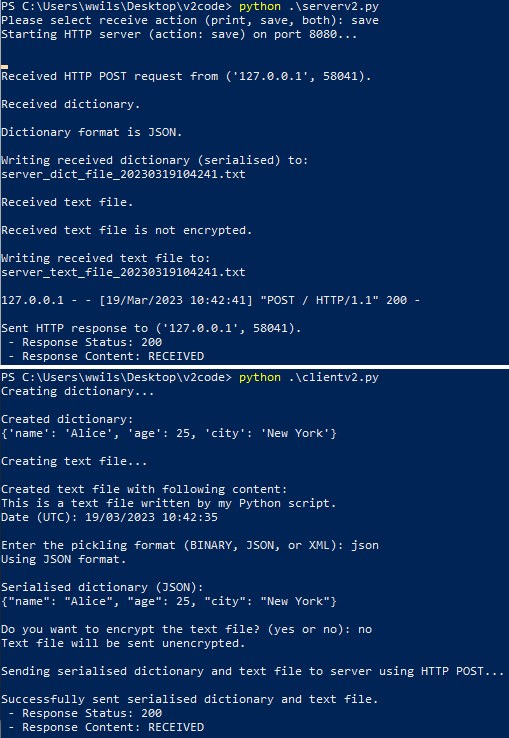 PS C:\Users\wwils\Desktop\v2code> python .\serverv2.py
Please select receive action (print, save, both): save
Starting HTTP server (action: save) on port 8080...
Received HTTP POST request from ('127.0.0.1', 58041).
Received dictionary.
Dictionary format is JSON.
Writing received dictionary (serialised) to:
server_dict_file_20230319104241.txt
Received text file.
Received text file is not encrypted.
Writing received text file to:
server_text_file_20230319104241.txt
127.0.0.1 - - [19/Mar/2023 10:42:41] "POST / HTTP/1.1" 200 -
Sent HTTP response to ('127.0.0.1', 58041).
 - Response Status: 200
 - Response Content: RECEIVED
PS C:\Users\wwils\Desktop\v2code> python .\clientv2.py
Creating dictionary...
Created dictionary:
{'name': 'Alice', 'age': 25, 'city': 'New York'}
Creating text file...
Created text file with following content:
This is a text file written by my Python script.
Date (UTC): 19/03/2023 10:42:35
Enter the pickling format (BINARY, JSON, or XML): json
Using JSON format.
Serialised dictionary (JSON):
{"name": "Alice", "age": 25, "city": "New York"}
Do you want to encrypt the text file? (yes or no): no
Text file will be sent unencrypted.
Sending serialised dictionary and text file to server using HTTP POST...
Successfully sent serialised dictionary and text file.
 - Response Status: 200
 - Response Content: RECEIVED